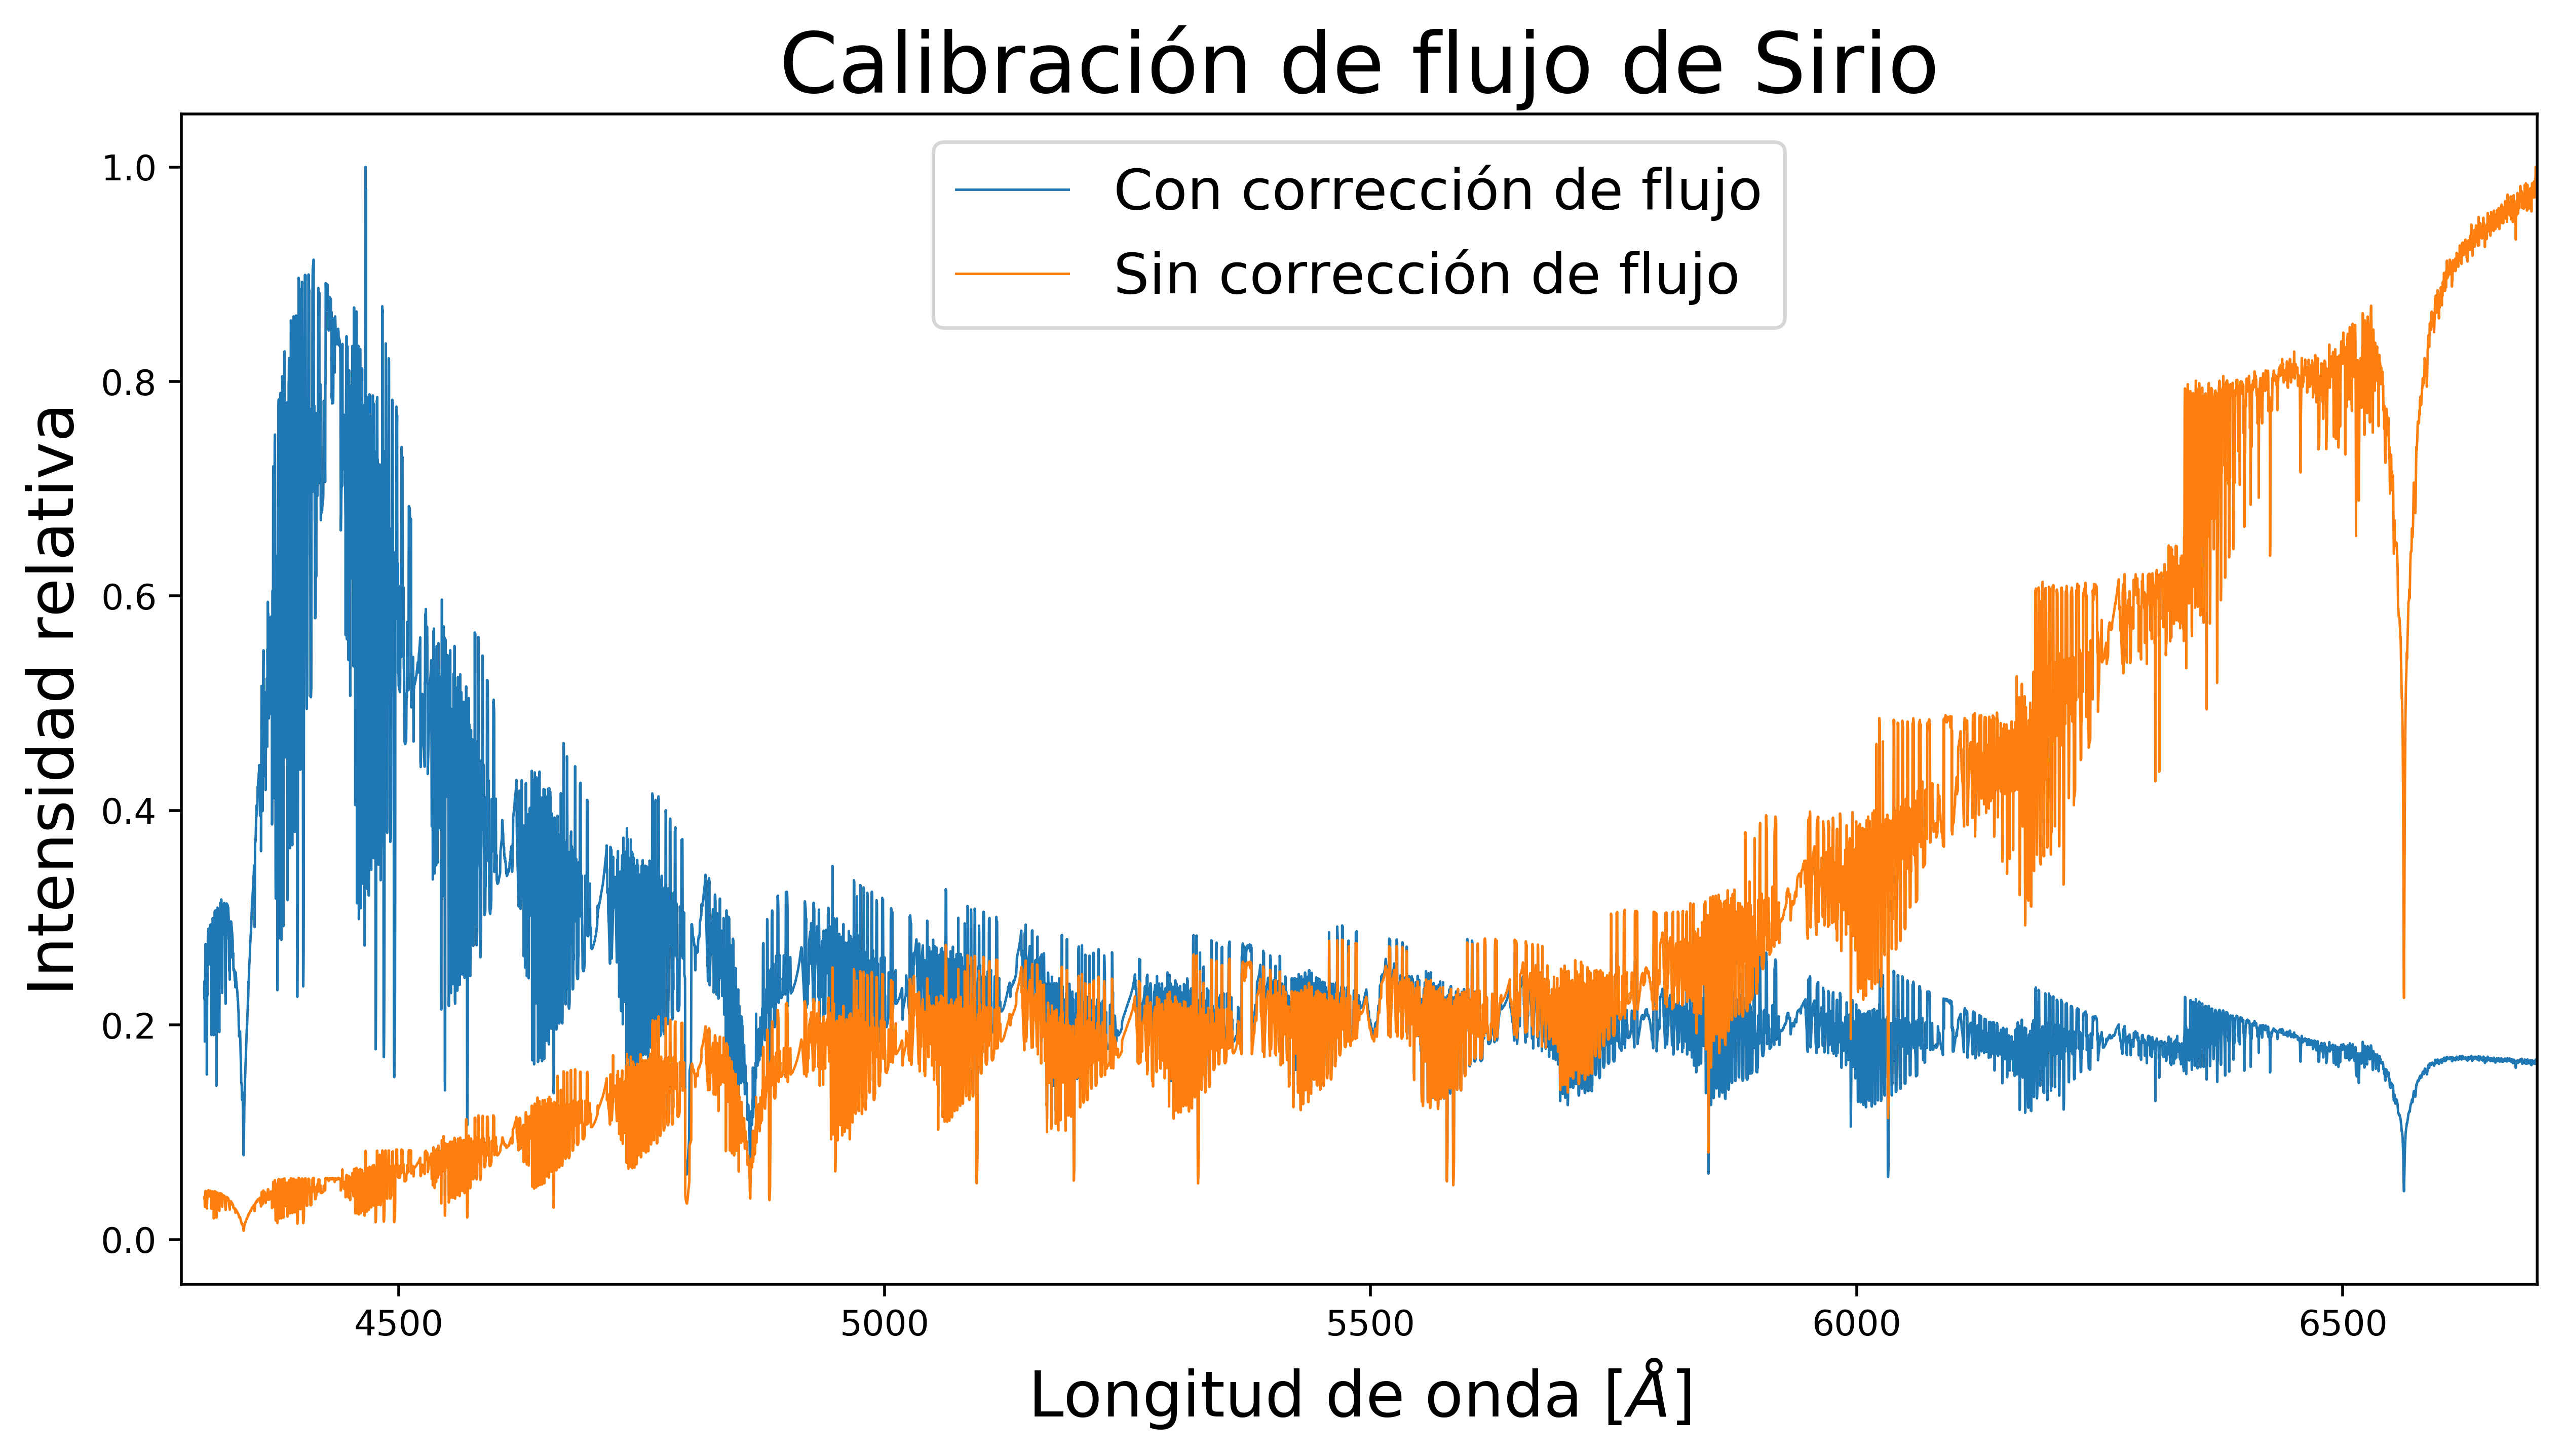 Calibración de flujo de Sirio
Con corrección de flujo
Sin corrección de flujo
Intensidad relativa
1.0
0.8
0.6
0.4
0.2
0.0
4500 5000 5500 6000 6500
Longitud de onda [Å]